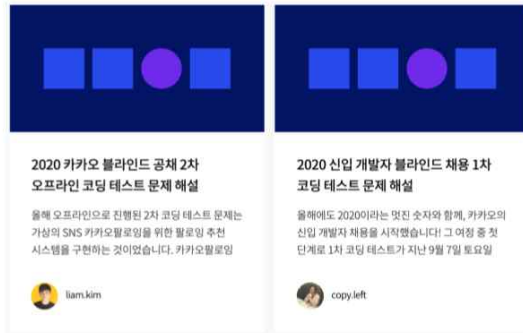 2020 카카오 블라인드 공채 2차
오프라인 코딩 테스트 문제 해설
올해 오프라인으로 진행된 2차 코딩 테스트 문제는
가상의 SNS 카카오팔로잉을 위한 팔로잉 추천
시스템을 구현하는 것이었습니다. 카카오팔로잉
liam.kim
2020 신입 개발자 블라인드 채용 1차
코딩 테스트 문제 해설
올해에도 2020이라는 멋진 숫자와 함께, 카카오의
신입 개발자 채용을 시작했습니다! 그 여정 중 첫
단계로 1차 코딩 테스트가 지난 9월 7일 토요일
copy.left